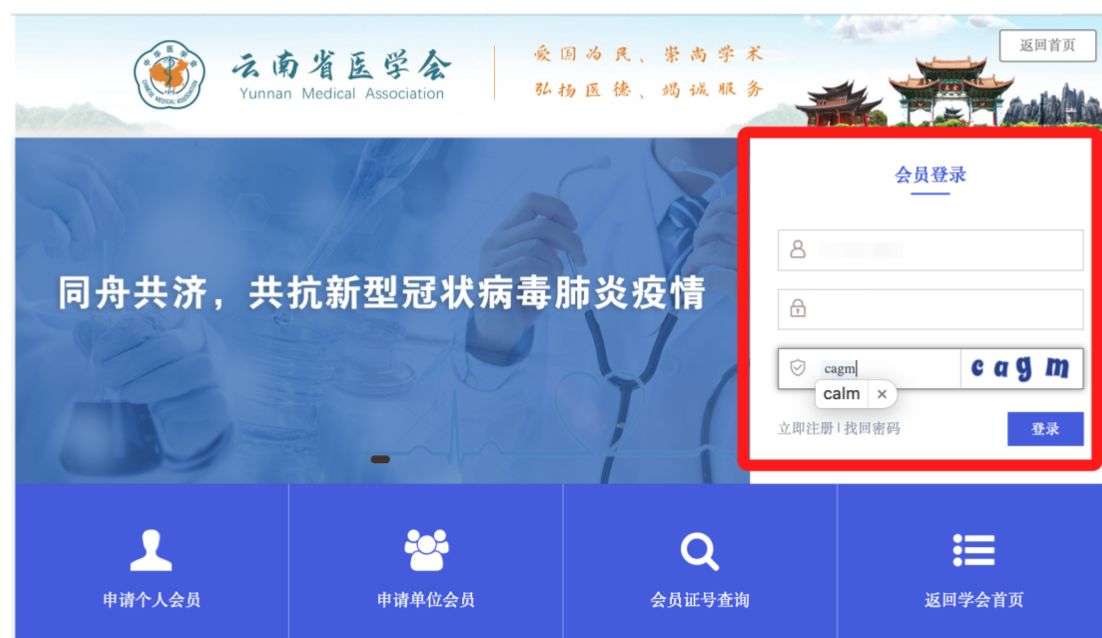 云南省医学会
Yunnan Medical Association
爱国为民、崇尚学术
弘扬医德、竭诚服务
返回首页
同舟共济，共抗新型冠状病毒肺炎疫情
会员登录
cagm
cagm
calm ×
立即注册 | 找回密码
登录
申请个人会员
申请单位会员
会员证号查询
返回学会首页